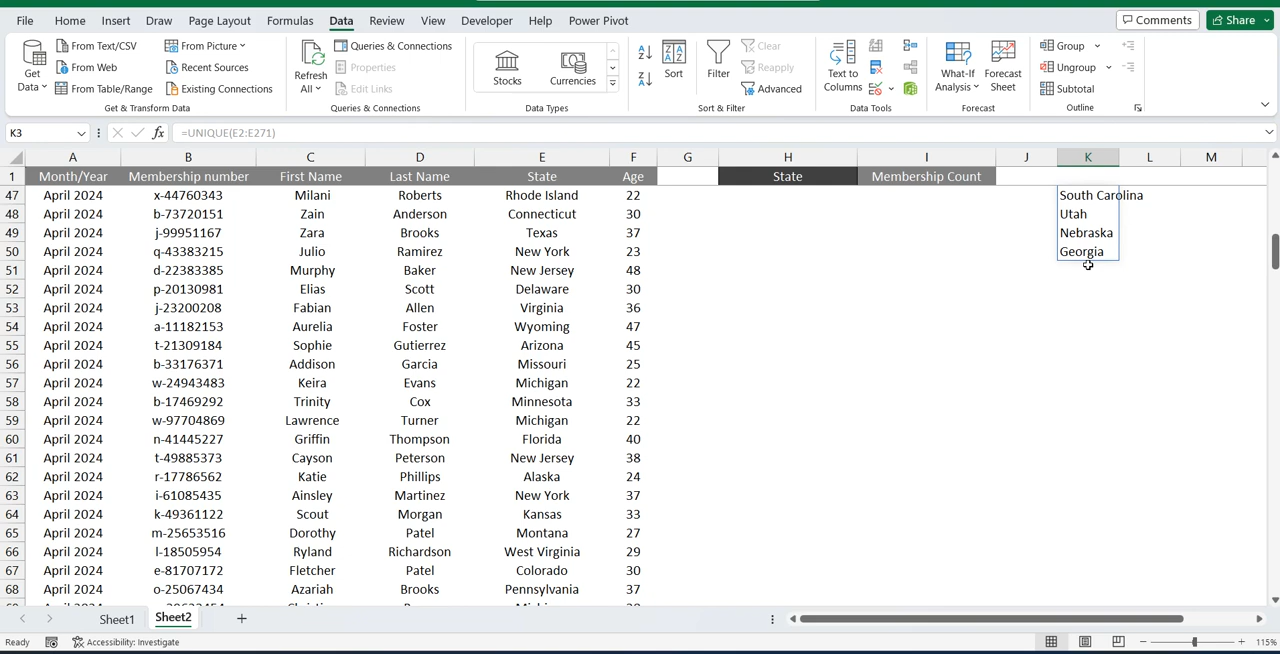 File Home Insert Draw Page Layout Formulas Data Review View Developer Help Power Pivot Comments Share
Get Data
From Text/CSV
From Web
From Table/Range
From Picture
Recent Sources
Existing Connections
Get & Transform Data
Refresh All
Queries & Connections
Properties
Edit Links
Queries & Connections
Stocks Currencies
Data Types
Sort
Filter
Clear
Reapply
Advanced
Sort & Filter
Text to Columns
Data Tools
What-If Analysis
Forecast Sheet
Forecast
Group
Ungroup
Subtotal
Outline
K3 fx =UNIQUE(E2:E271)
A B C D E F G H I J K L M
1 Month/Year Membership number First Name Last Name State Age State Membership Count
47 April 2024 x-44760343 Milani Roberts Rhode Island 22 South Carolina
48 April 2024 b-73720151 Zain Anderson Connecticut 30 Utah
49 April 2024 j-99951167 Zara Brooks Texas 37 Nebraska
50 April 2024 q-43383215 Julio Ramirez New York 23 Georgia
51 April 2024 d-22383385 Murphy Baker New Jersey 48
52 April 2024 p-20130981 Elias Scott Delaware 30
53 April 2024 j-23200208 Fabian Allen Virginia 36
54 April 2024 a-11182153 Aurelia Foster Wyoming 47
55 April 2024 t-21309184 Sophie Gutierrez Arizona 45
56 April 2024 b-33176371 Addison Garcia Missouri 25
57 April 2024 w-24943483 Keira Evans Michigan 22
58 April 2024 b-17469292 Trinity Cox Minnesota 33
59 April 2024 w-97704869 Lawrence Turner Michigan 22
60 April 2024 n-41445227 Griffin Thompson Florida 40
61 April 2024 t-49885373 Cayson Peterson New Jersey 38
62 April 2024 r-17786562 Katie Phillips Alaska 24
63 April 2024 i-61085435 Ainsley Martinez New York 37
64 April 2024 k-49361122 Scout Morgan Kansas 33
65 April 2024 m-25653516 Dorothy Patel Montana 27
66 April 2024 l-18505954 Ryland Richardson West Virginia 29
67 April 2024 e-81707172 Fletcher Patel Colorado 30
68 April 2024 o-25067434 Azariah Brooks Pennsylvania 37
Sheet1 Sheet2
Ready Accessibility: Investigate 115%